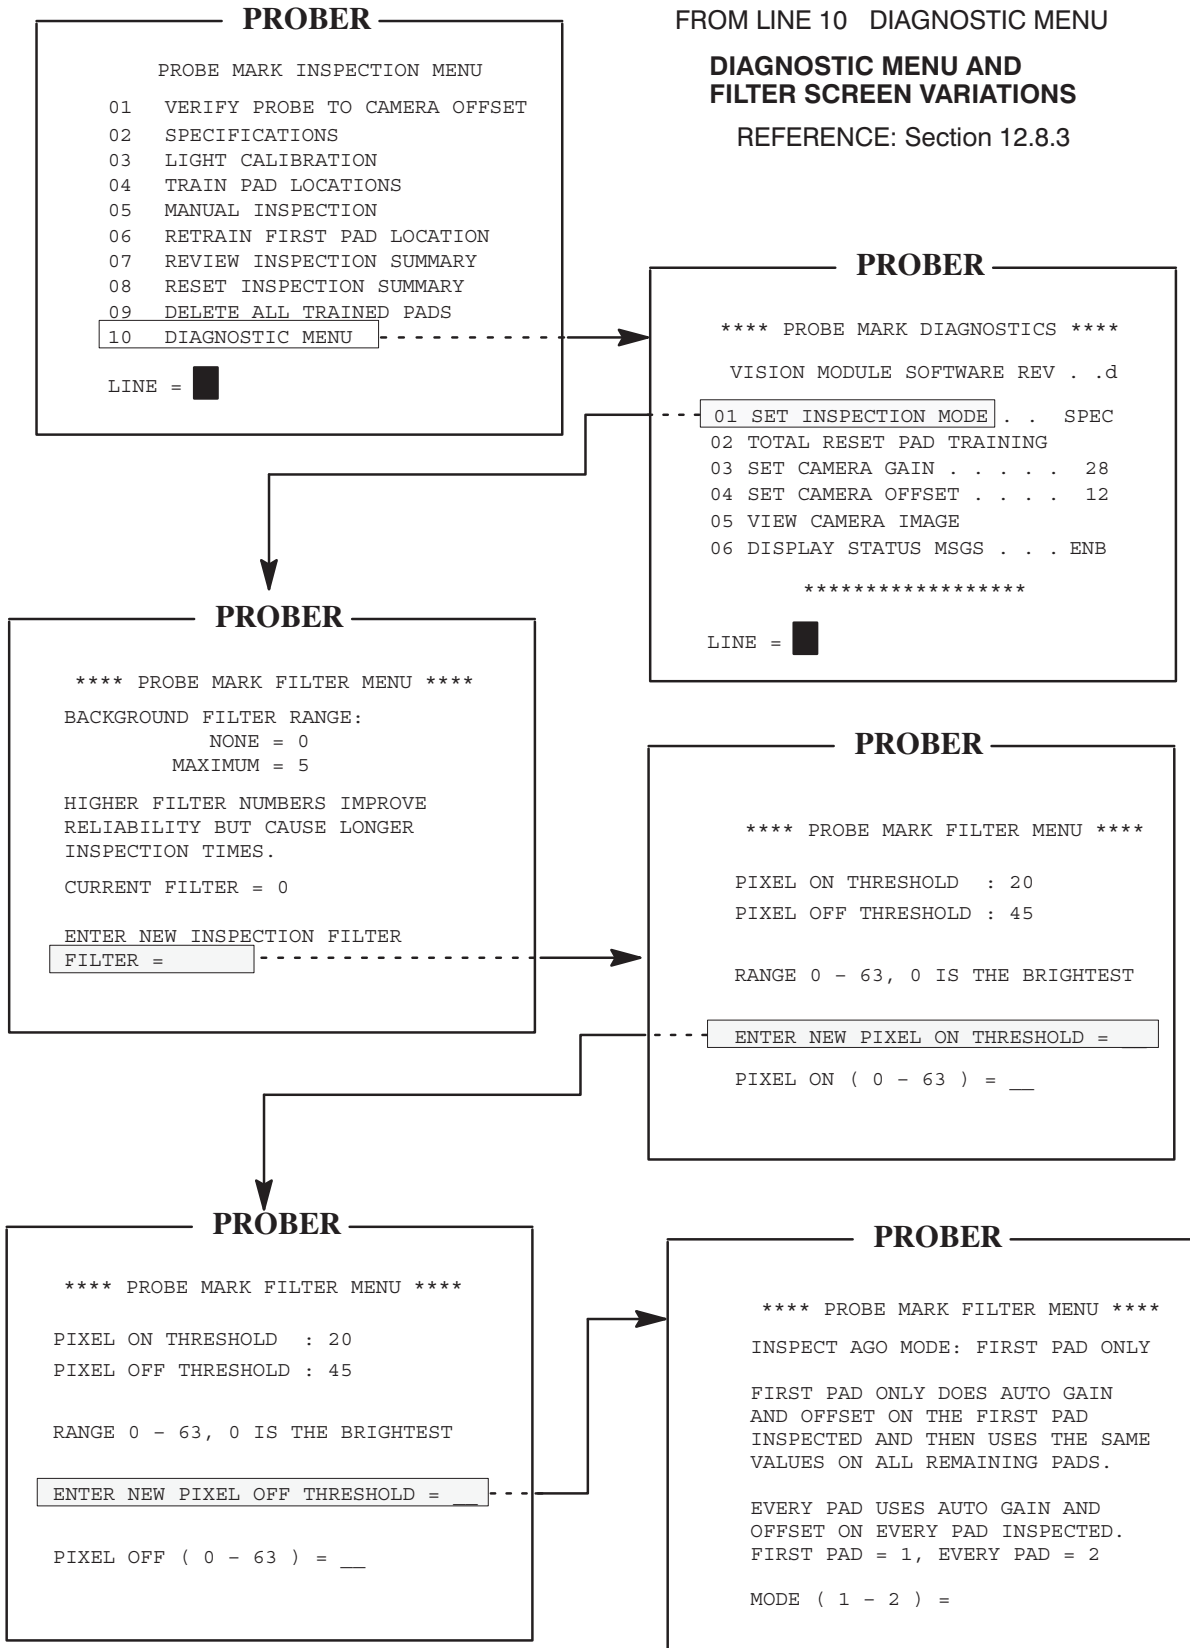 PROBER
PROBE MARK INSPECTION MENU
01 VERIFY PROBE TO CAMERA OFFSET
02 SPECIFICATIONS
03 LIGHT CALIBRATION
04 TRAIN PAD LOCATIONS
05 MANUAL INSPECTION
06 RETRAIN FIRST PAD LOCATION
07 REVIEW INSPECTION SUMMARY
08 RESET INSPECTION SUMMARY
09 DELETE ALL TRAINED PADS
10 DIAGNOSTIC MENU
LINE =
FROM LINE 10 DIAGNOSTIC MENU
DIAGNOSTIC MENU AND
FILTER SCREEN VARIATIONS
REFERENCE: Section 12.8.3
PROBER
**** PROBE MARK DIAGNOSTICS ****
VISION MODULE SOFTWARE REV . .d
01 SET INSPECTION MODE . . SPEC
02 TOTAL RESET PAD TRAINING
03 SET CAMERA GAIN . . . . . 28
04 SET CAMERA OFFSET . . . . 12
05 VIEW CAMERA IMAGE
06 DISPLAY STATUS MSGS . . . ENB
******************
LINE =
PROBER
**** PROBE MARK FILTER MENU ****
BACKGROUND FILTER RANGE:
NONE = 0
MAXIMUM = 5
HIGHER FILTER NUMBERS IMPROVE
RELIABILITY BUT CAUSE LONGER
INSPECTION TIMES.
CURRENT FILTER = 0
ENTER NEW INSPECTION FILTER
FILTER =
PROBER
**** PROBE MARK FILTER MENU ****
PIXEL ON THRESHOLD : 20
PIXEL OFF THRESHOLD : 45
RANGE 0 – 63, 0 IS THE BRIGHTEST
ENTER NEW PIXEL ON THRESHOLD = __
PIXEL ON ( 0 – 63 ) = __
PROBER
**** PROBE MARK FILTER MENU ****
PIXEL ON THRESHOLD : 20
PIXEL OFF THRESHOLD : 45
RANGE 0 – 63, 0 IS THE BRIGHTEST
ENTER NEW PIXEL OFF THRESHOLD = __
PIXEL OFF ( 0 – 63 ) = __
PROBER
**** PROBE MARK FILTER MENU ****
INSPECT AGO MODE: FIRST PAD ONLY
FIRST PAD ONLY DOES AUTO GAIN
AND OFFSET ON THE FIRST PAD
INSPECTED AND THEN USES THE SAME
VALUES ON ALL REMAINING PADS.
EVERY PAD USES AUTO GAIN AND
OFFSET ON EVERY PAD INSPECTED.
FIRST PAD = 1, EVERY PAD = 2
MODE ( 1 – 2 ) =